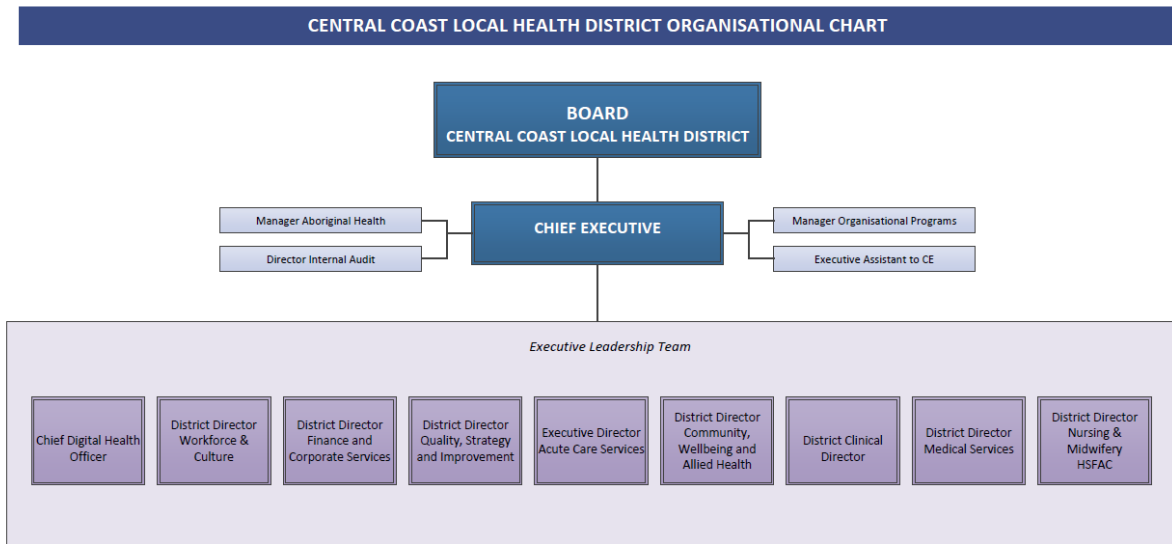 CENTRAL COAST LOCAL HEALTH DISTRICT ORGANISATIONAL CHART
BOARD
CENTRAL COAST LOCAL HEALTH DISTRICT
Manager Aboriginal Health
Director Internal Audit
CHIEF EXECUTIVE
Manager Organisational Programs
Executive Assistant to CE
Executive Leadership Team
Chief Digital Health
Officer
District Director
Workforce &
Culture
District Director
Finance and
Corporate Services
District Director
Quality, Strategy
and Improvement
Executive Director
Acute Care Services
District Director
Community,
Wellbeing and
Allied Health
District Clinical
Director
District Director
Medical Services
District Director
Nursing &
Midwifery
HSFAC